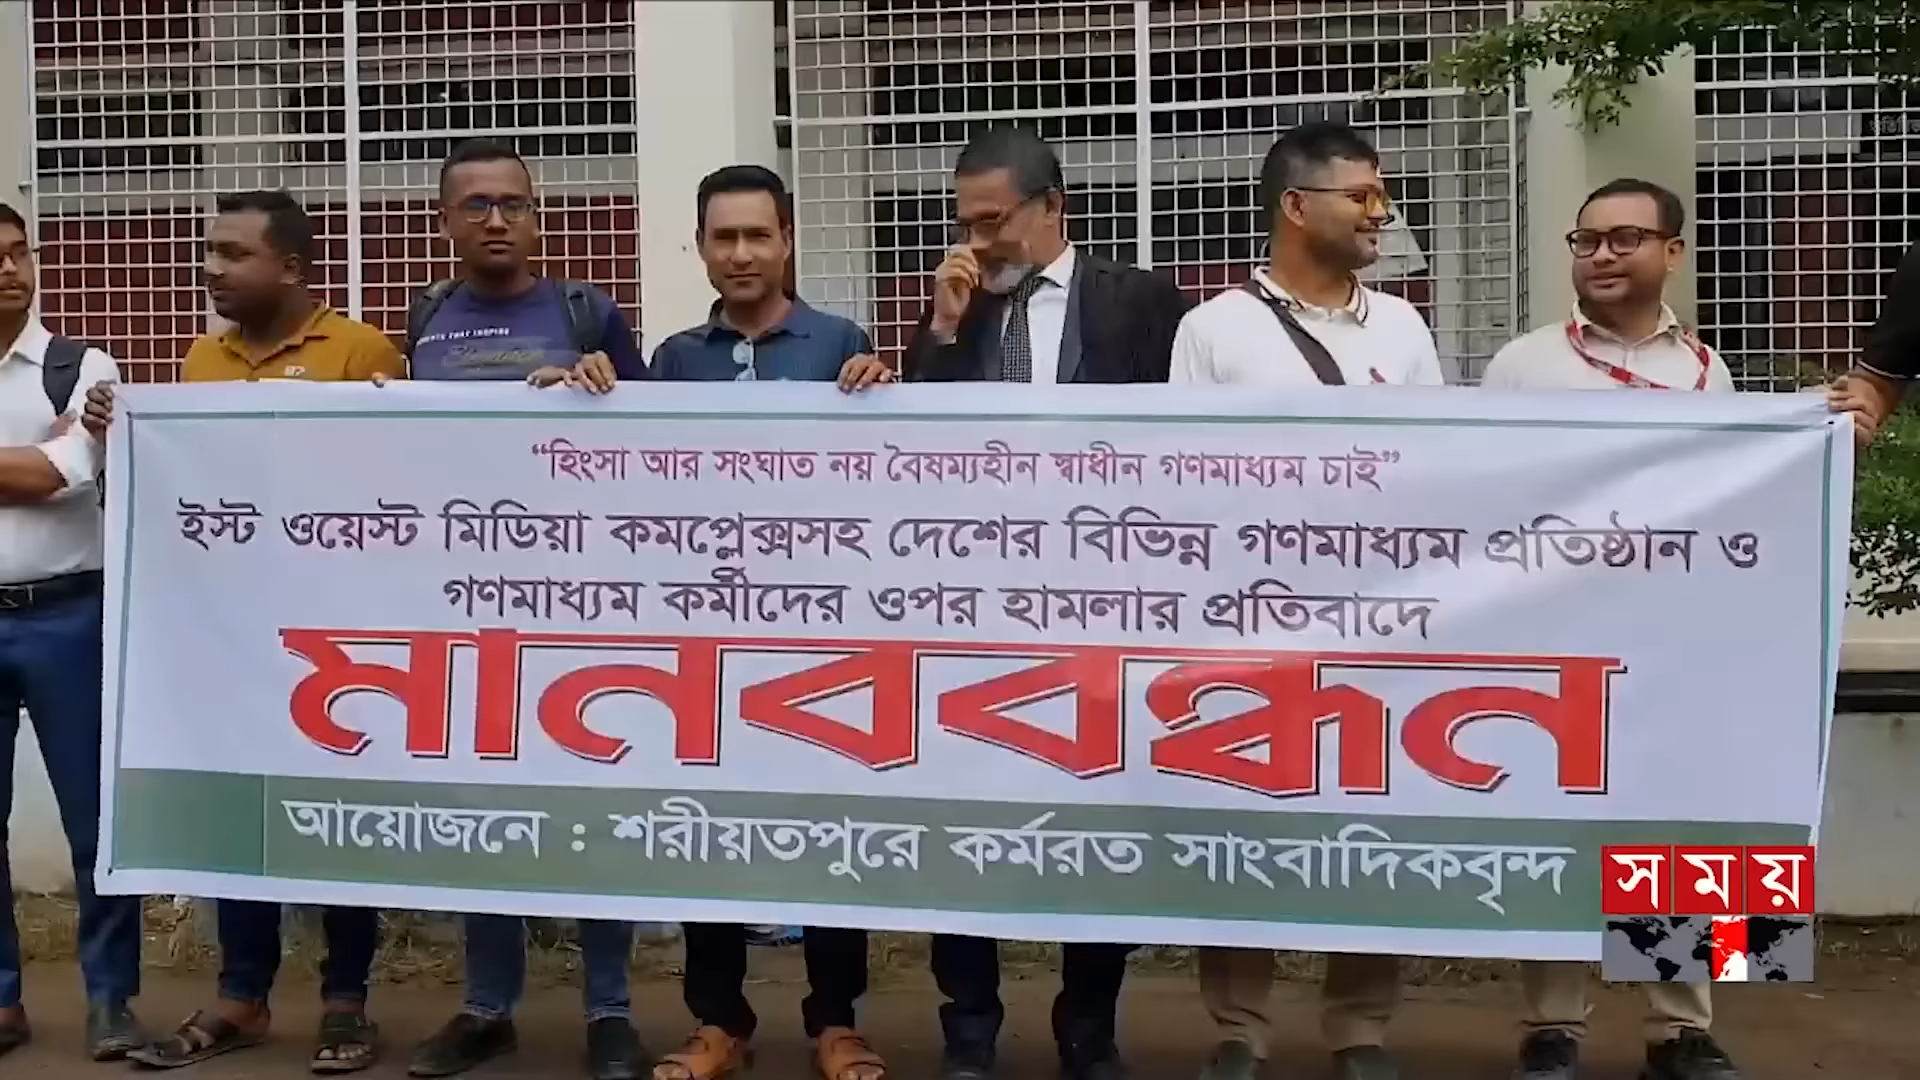 “হিংসা আর সংঘাত নয় বৈষম্যহীন স্বাধীন গণমাধ্যম চাই”
ইস্ট ওয়েস্ট মিডিয়া কমপ্লেক্সসহ দেশের বিভিন্ন গণমাধ্যম প্রতিষ্ঠান ও
গণমাধ্যম কর্মীদের ওপর হামলার প্রতিবাদে
মানববন্ধন
আয়োজনে : শরীয়তপুরে কর্মরত সাংবাদিকবৃন্দ
সময়